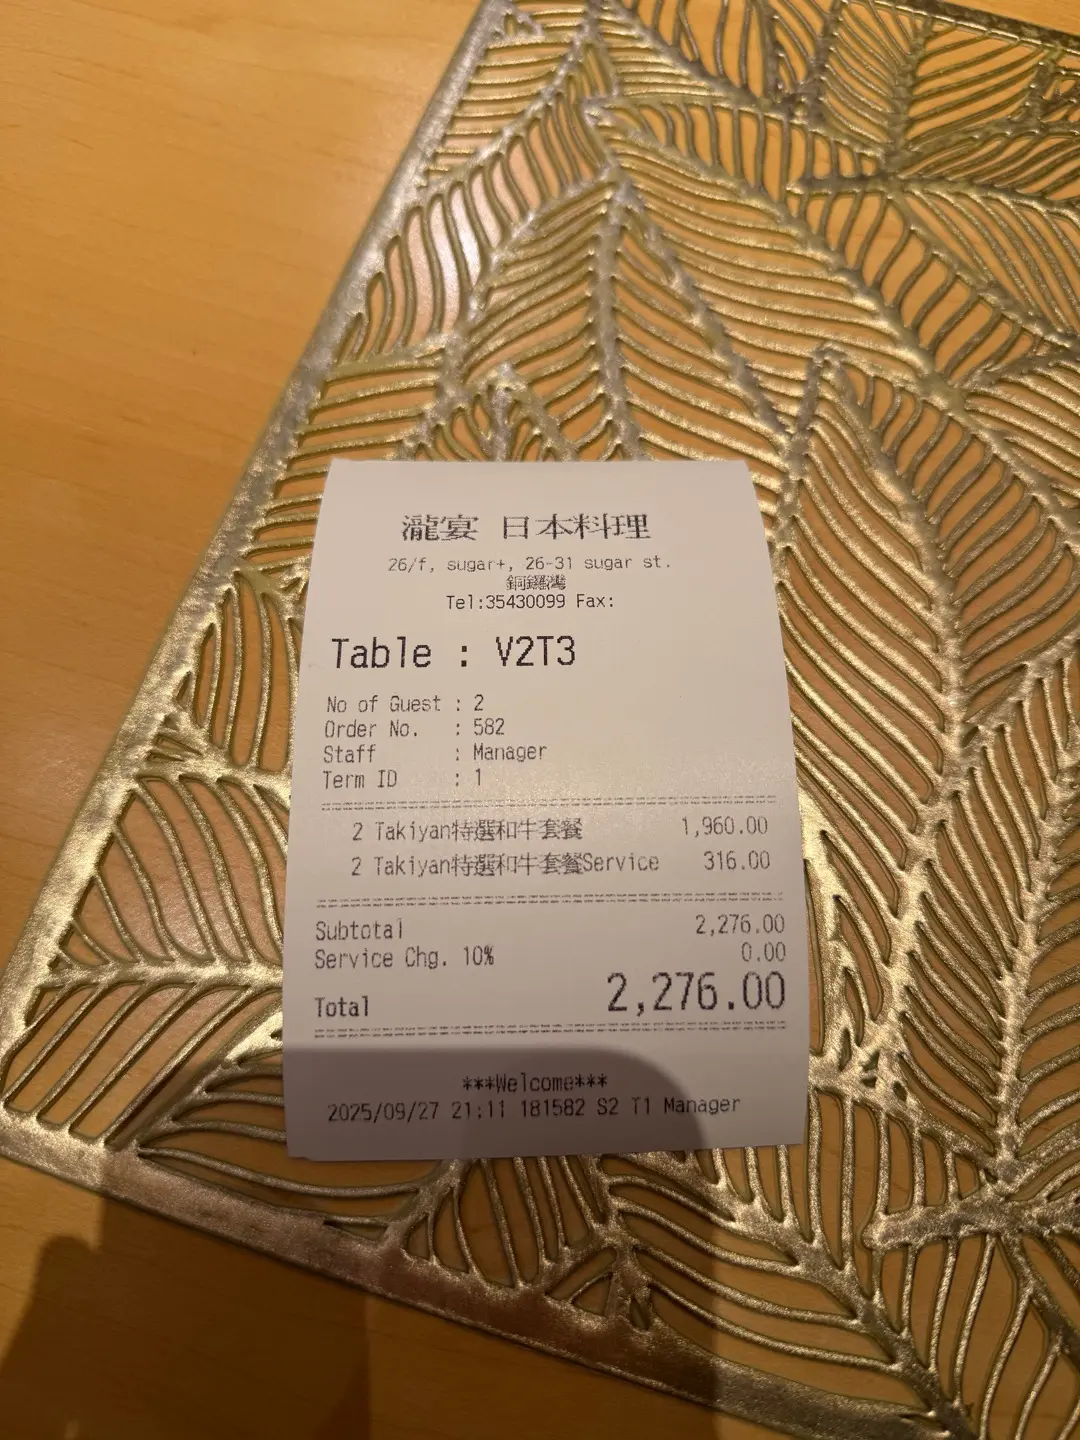 瀧宴 日本料理
26/f, sugar+, 26-31 sugar st.
銅鑼灣
Tel:35430099 Fax:
Table : V2T3
No of Guest : 2
Order No. : 582
Staff : Manager
Term ID : 1
2 Takiyan特選和牛套餐 1,960.00
2 Takiyan特選和牛套餐Service 316.00
Subtotal 2,276.00
Service Chg. 10% 0.00
Total 2,276.00
***Welcome***
2025/09/27 21:11 181582 S2 T1 Manager